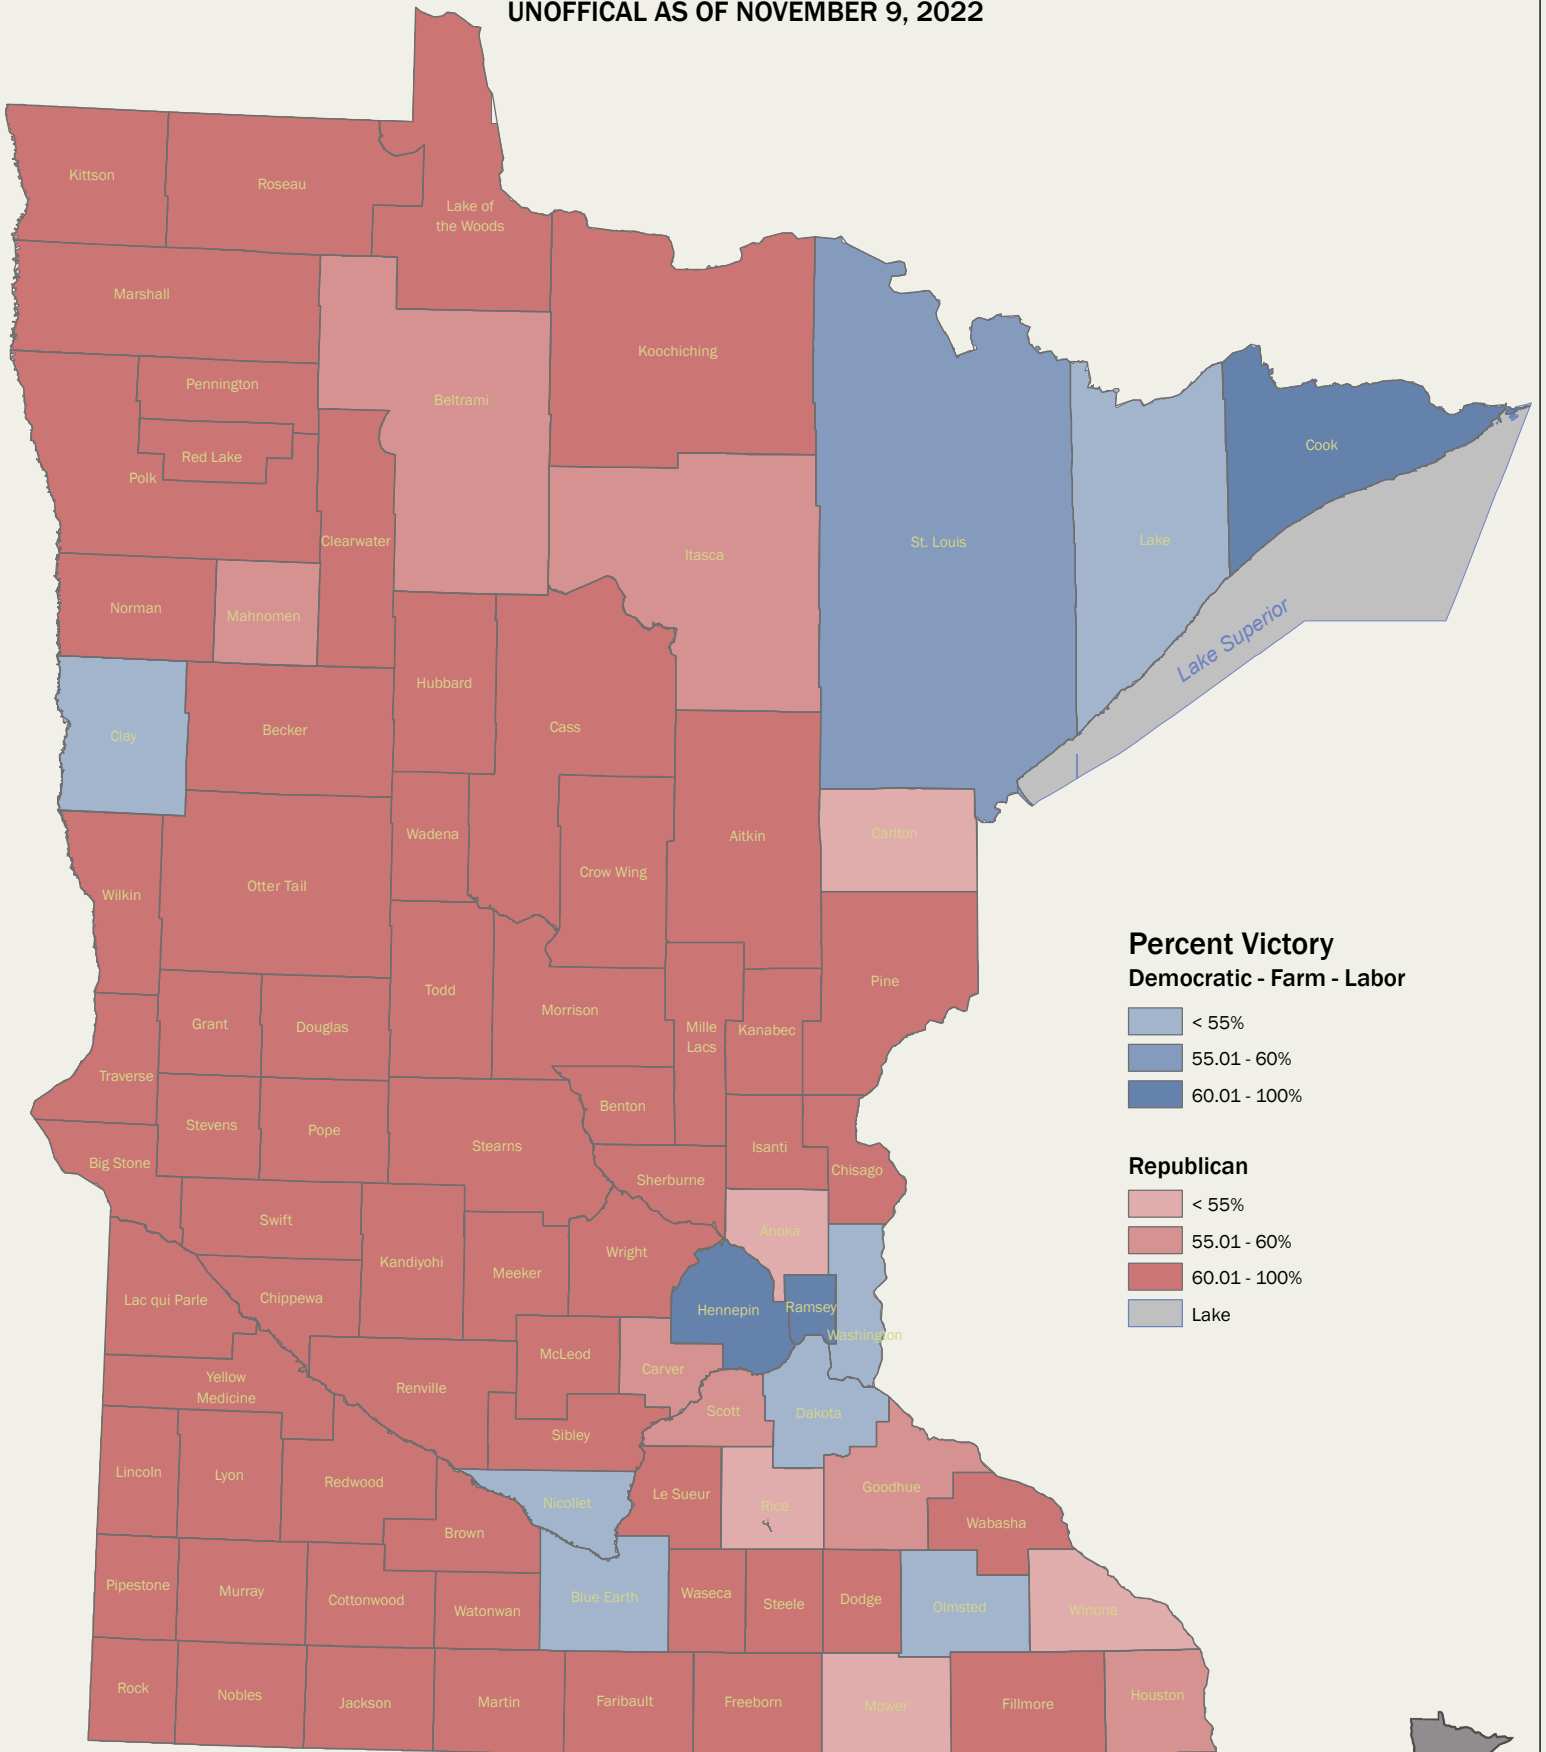 UNOFFICAL AS OF NOVEMBER 9, 2022
Kittson
Roseau
Lake of
the Woods
Marshall
Koochiching
Pennington
Beltrami
Cook
Red Lake
Polk
Clearwater
St. Louis
Lake
Itasca
Norman
Mahnomen
Lake Superior
Hubbard
Cass
Becker
Clay
Wadena
Aitkin
Carlton
Crow Wing
Otter Tail
Wilkin
Percent Victory
Democratic - Farm - Labor
< 55%
55.01 - 60%
60.01 - 100%
Republican
< 55%
55.01 - 60%
60.01 - 100%
Lake
Pine
Todd
Morrison
Grant
Douglas
Mille
Lacs
Kanabec
Traverse
Benton
Stevens
Pope
Stearns
Isanti
Big Stone
Sherburne
Chisago
Swift
Anoka
Kandiyohi
Wright
Meeker
Lac qui Parle
Chippewa
Hennepin
Ramsey
Washington
McLeod
Carver
Yellow
Medicine
Renville
Scott
Dakota
Sibley
Lincoln
Lyon
Redwood
Nicollet
Le Sueur
Rice
Goodhue
Wabasha
Brown
Pipestone
Murray
Cottonwood
Watonwan
Blue Earth
Waseca
Steele
Dodge
Olmsted
Winona
Rock
Nobles
Jackson
Martin
Faribault
Freeborn
Mower
Fillmore
Houston